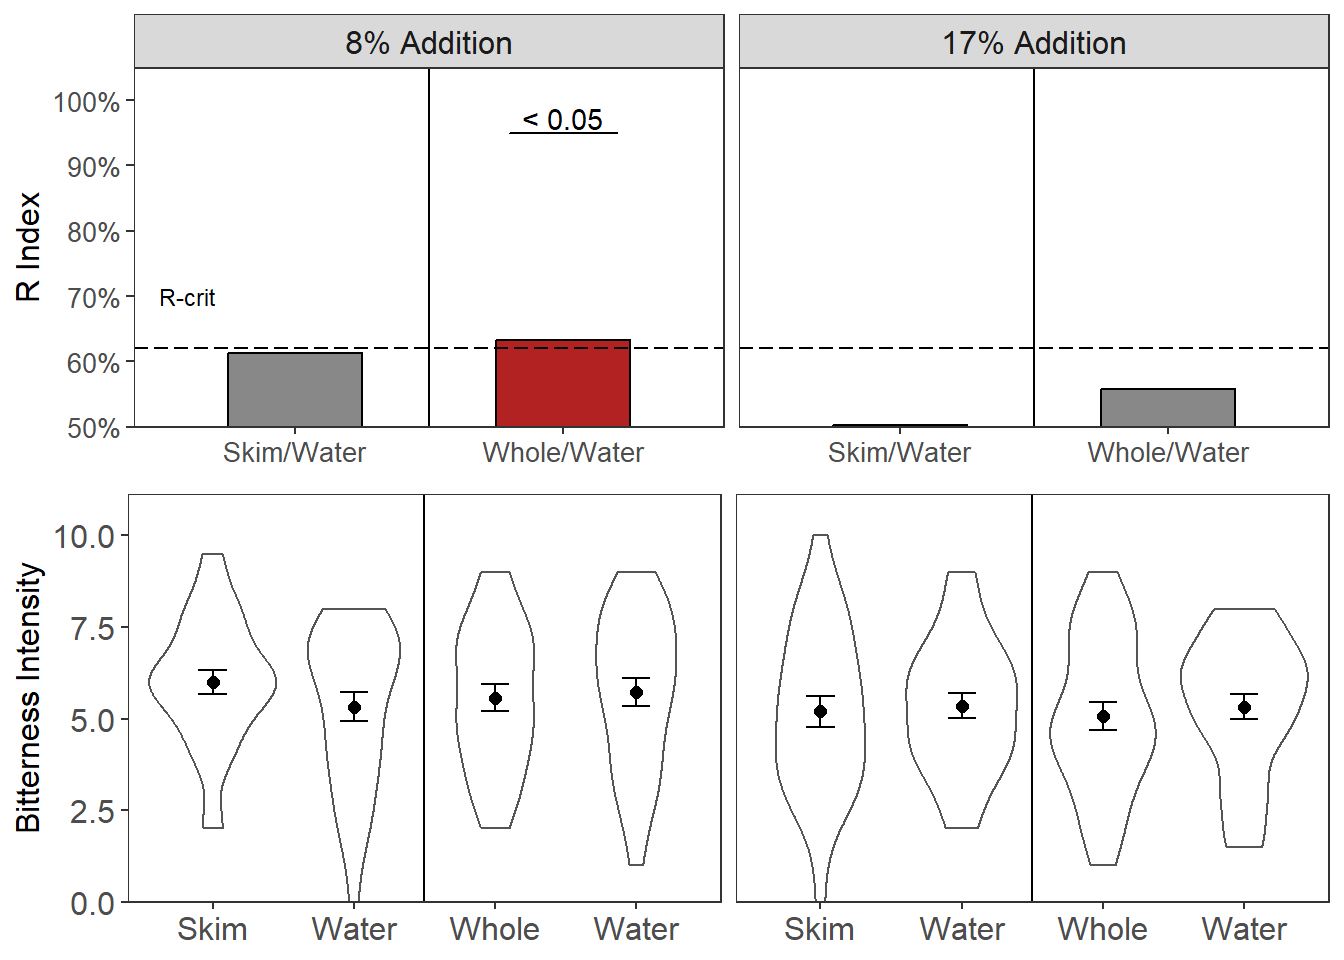 8% Addition
17% Addition
R Index
100%
90%
80%
70%
60%
50%
< 0.05
R-crit
Skim/Water
Whole/Water
Skim/Water
Whole/Water
Bitterness Intensity
10.0
7.5
5.0
2.5
0.0
Skim
Water
Whole
Water
Skim
Water
Whole
Water